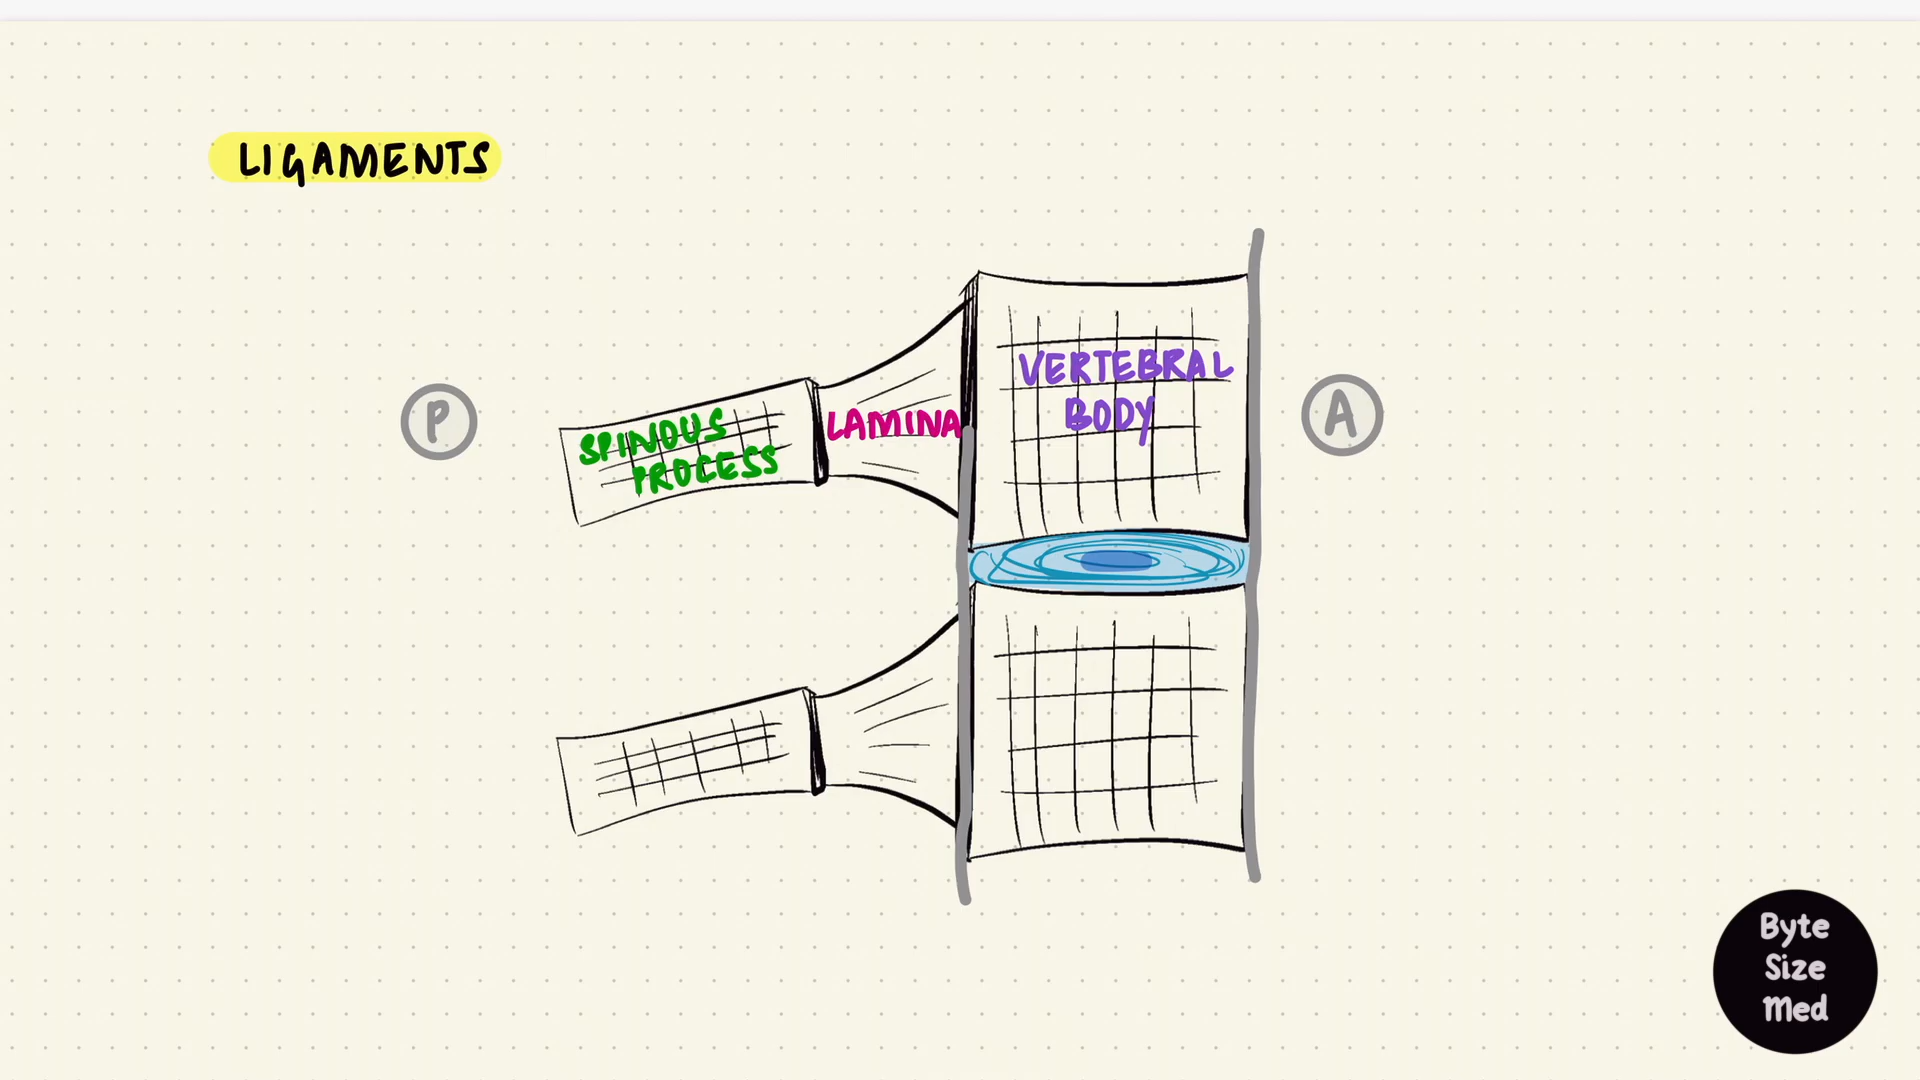 LIGAMENTS
P
SPINOUS
PROCESS
LAMINA
VERTEBRAL
BODY
A
Byte
Size
Med